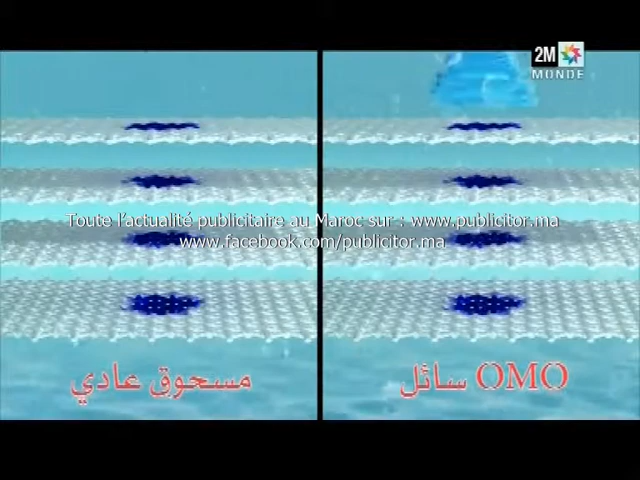 2M
MONDE
Toute l'actualité publicitaire au Maroc sur : www.publicitor.ma
www.facebook.com/publicitor.ma
مسحوق عادي
OMO سائل